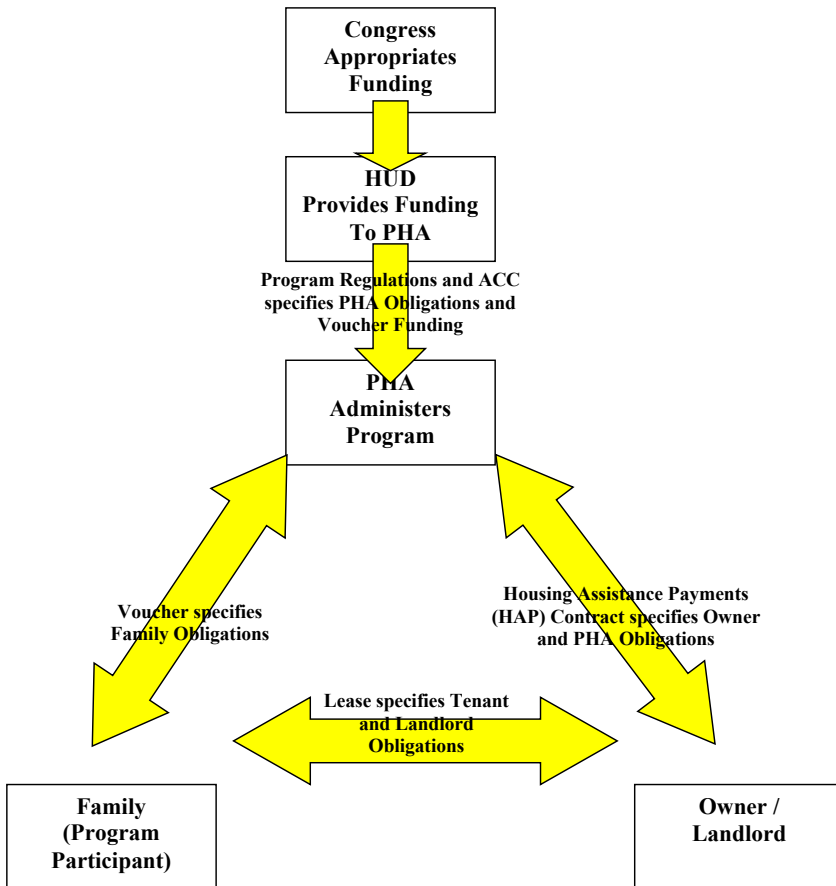 Congress
Appropriates
Funding
HUD
Provides Funding
To PHA
Program Regulations and ACC
specifies PHA Obligations and
Voucher Funding
PHA
Administers
Program
Voucher specifies
Family Obligations
Housing Assistance Payments
(HAP) Contract specifies Owner
and PHA Obligations
Lease specifies Tenant
and Landlord
Obligations
Family
(Program
Participant)
Owner /
Landlord